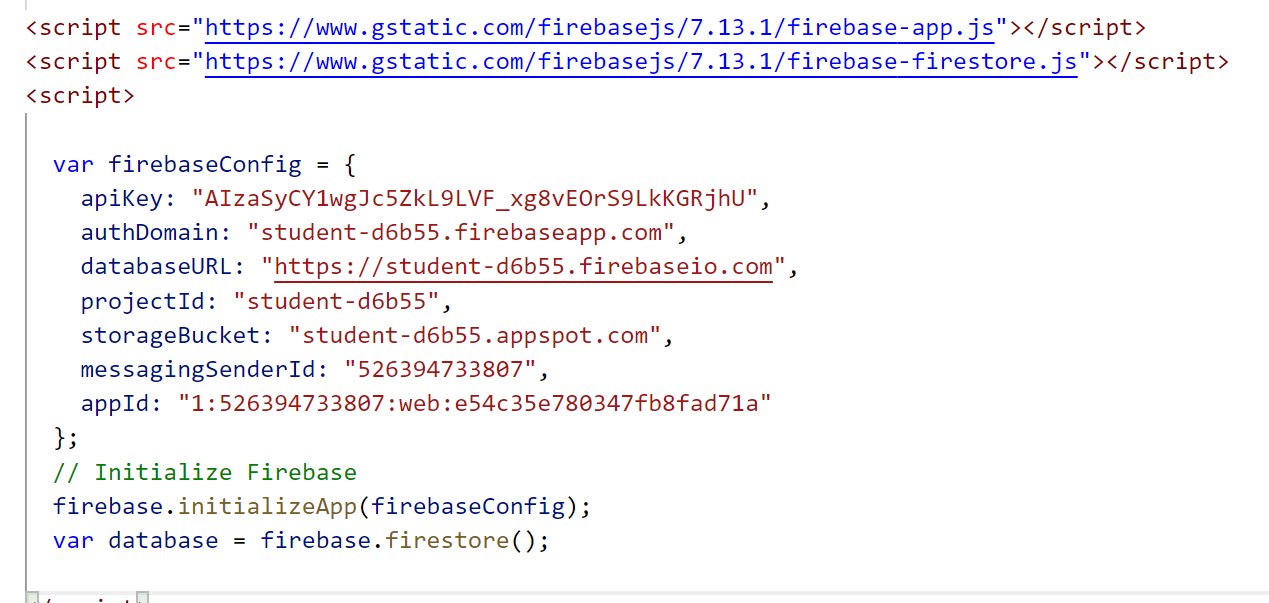 <script src="https://www.gstatic.com/firebasejs/7.13.1/firebase-app.js"></script>
<script src="https://www.gstatic.com/firebasejs/7.13.1/firebase-firestore.js"></script>
<script>
var firebaseConfig = {
apiKey: "AIzaSyCY1wgJc5ZkL9LVF_xg8vEOrS9LkKGRjhU",
authDomain: "student-d6b55.firebaseapp.com",
databaseURL: "https://student-d6b55.firebaseio.com",
projectId: "student-d6b55",
storageBucket: "student-d6b55.appspot.com",
messagingSenderId: "526394733807",
appId: "1:526394733807:web:e54c35e780347fb8fad71a"
};
// Initialize Firebase
firebase.initializeApp(firebaseConfig);
var database = firebase.firestore();